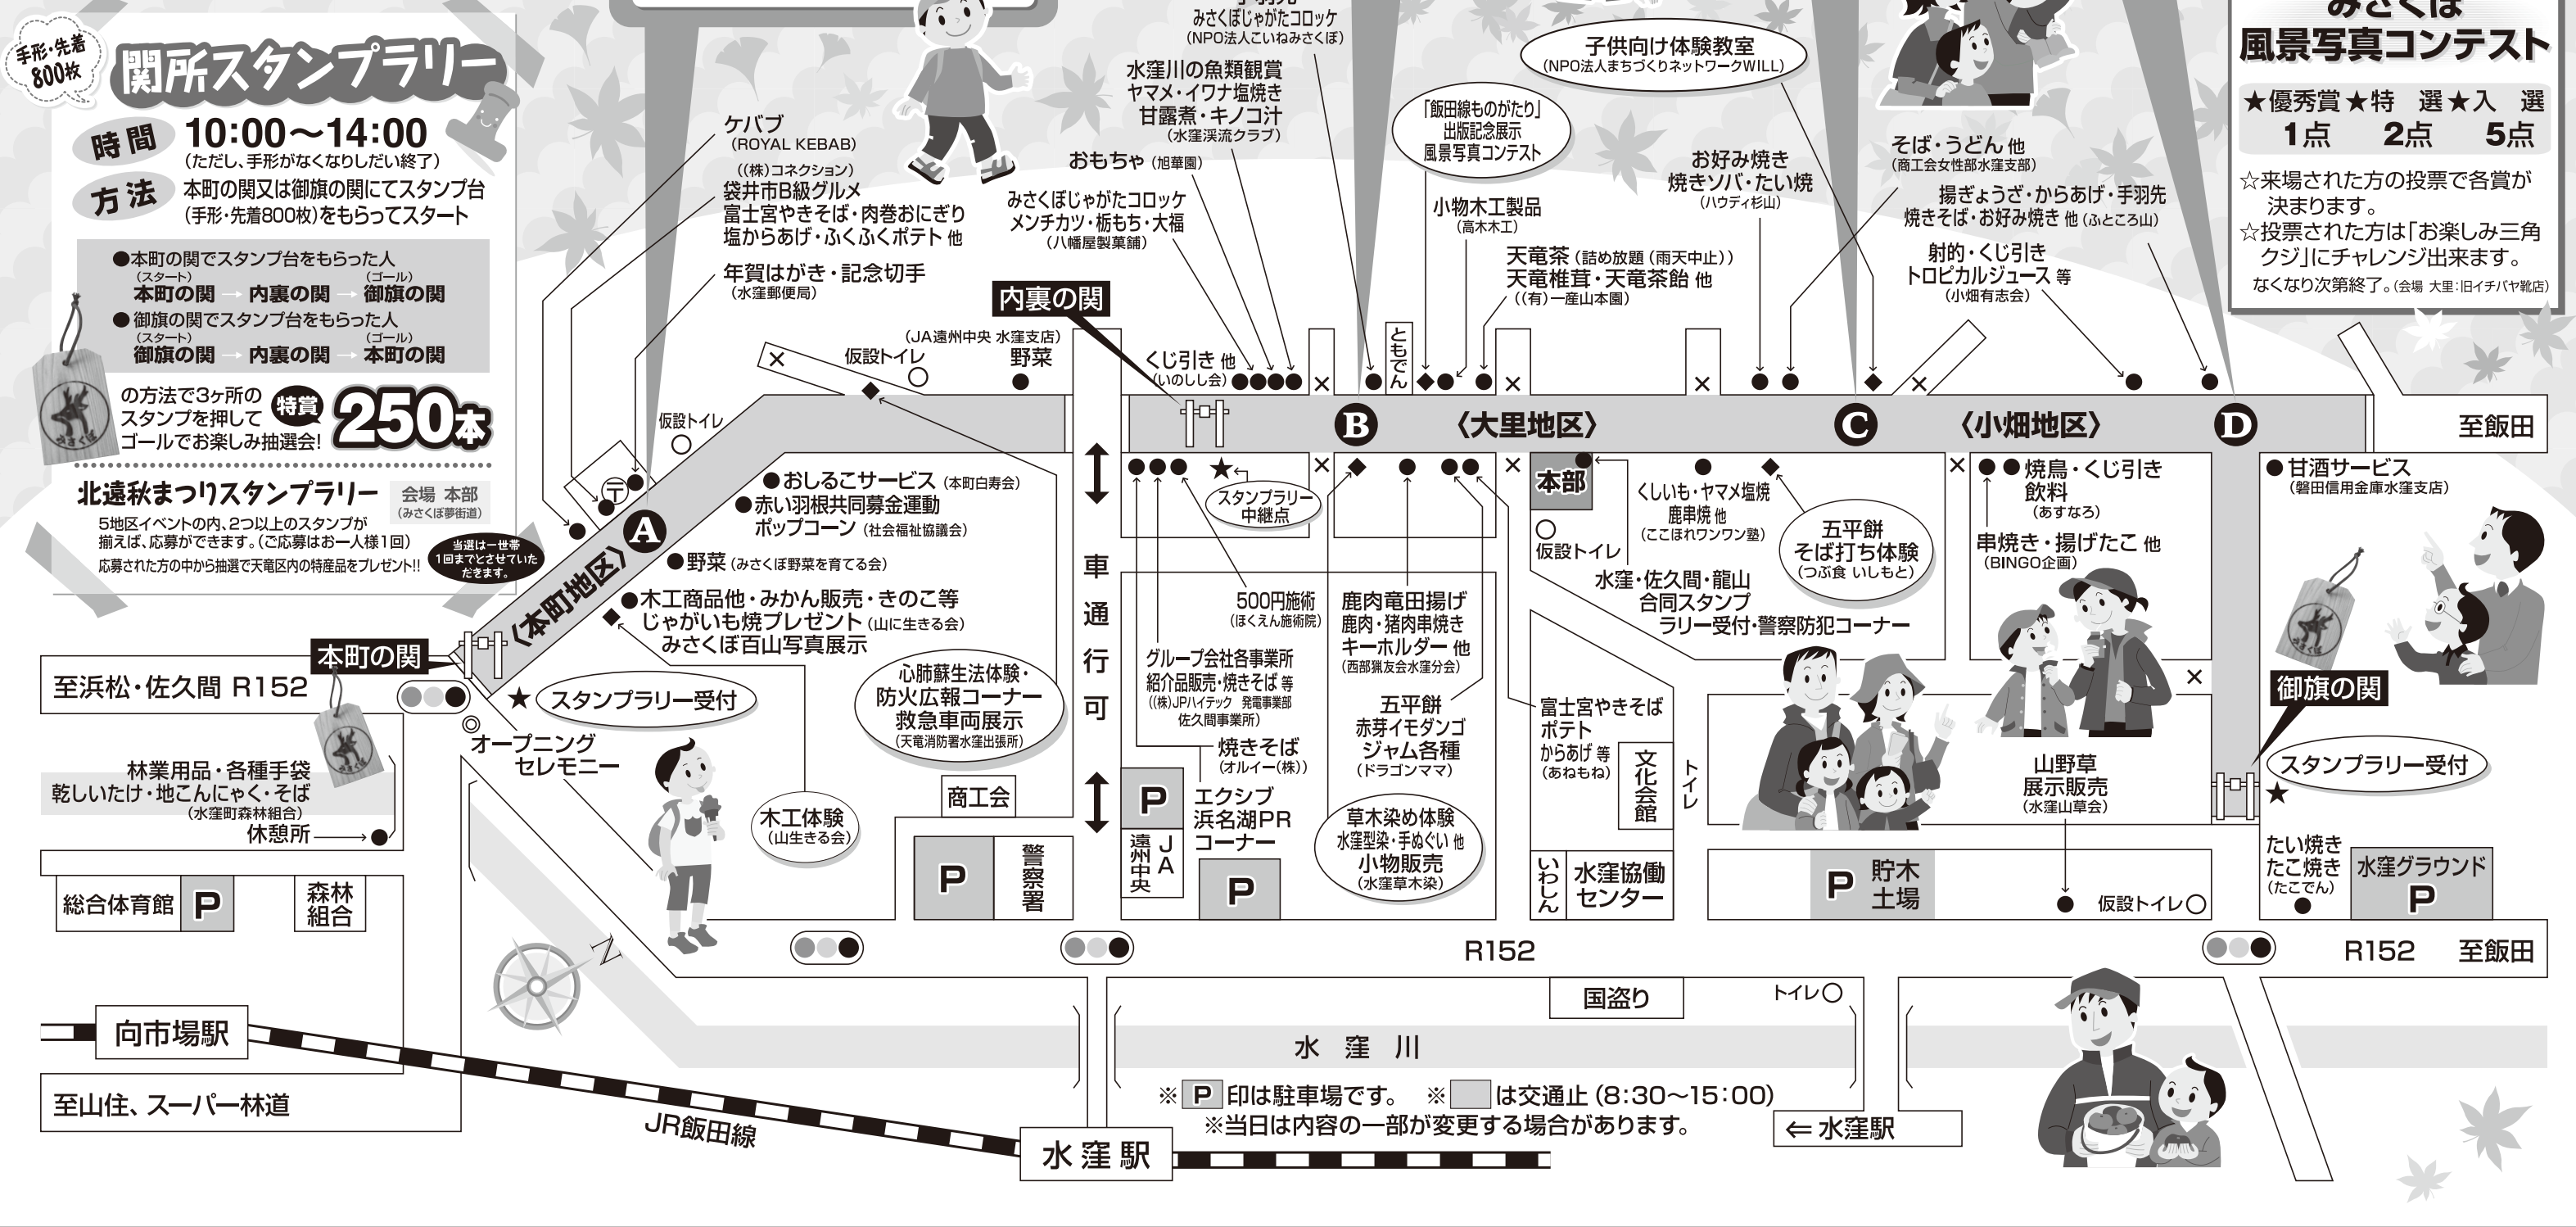 手形・先着
800枚
関所スタンプラリー
時間
10:00〜14:00
(ただし、手形がなくなりしだい終了)
方法
本町の関又は御旗の関にてスタンプ台
(手形・先着800枚)をもらってスタート
●本町の関でスタンプ台をもらった人
(スタート) (ゴール)
本町の関→内裏の関→御旗の関
●御旗の関でスタンプ台をもらった人
(スタート) (ゴール)
御旗の関→内裏の関→本町の関
の方法で3ヶ所の
スタンプを押して
ゴールでお楽しみ抽選会!
特賞
250本
みさくぼ
北遠秋まつりスタンプラリー
会場 本部
(みさくぼ夢街道)
5地区イベントの内、2つ以上のスタンプが
揃えば、応募ができます。(ご応募はお一人様1回)
応募された方の中から抽選で天竜区内の特産品をプレゼント!!
当選は一世帯
1回までとさせていた
だきます。
ケバブ
(ROYAL KEBAB)
((株)コネクション)
袋井市B級グルメ
富士宮やきそば・肉巻おにぎり
塩からあげ・ふくふくポテト 他
年賀はがき・記念切手
(水窪郵便局)
みさくぼじゃがたコロッケ
(NPO法人こいねみさくぼ)
水窪川の魚類観賞
ヤマメ・イワナ塩焼き
甘露煮・キノコ汁
(水窪渓流クラブ)
おもちゃ(旭華園)
みさくぼじゃがたコロッケ
メンチカツ・栃もち・大福
(八幡屋製菓舗)
内裏の関
子供向け体験教室
(NPO法人まちづくりネットワークWILL)
「飯田線ものがたり」
出版記念展示
風景写真コンテスト
小物木工製品
(高木木工)
天竜茶(詰め放題(雨天中止))
天竜椎茸・天竜茶飴 他
((有)一産山本園)
お好み焼き
焼きソバ・たい焼
(ハウディ杉山)
そば・うどん 他
(商工会女性部水窪支部)
揚ぎょうざ・からあげ・手羽先
焼きそば・お好み焼き 他(ふところ山)
射的・くじ引き
トロピカルジュース 等
(小畑有志会)
みさくぼ
風景写真コンテスト
★優秀賞★特 選★入 選
1点 2点 5点
☆来場された方の投票で各賞が
決まります。
☆投票された方は「お楽しみ三角
クジ」にチャレンジ出来ます。
なくなり次第終了。(会場 大里:旧イチバヤ靴店)
(JA遠州中央 水窪支店)
野菜
仮設トイレ
仮設トイレ
くじ引き 他
(いのしし会)
ともでん
A
B
〈大里地区〉
C
〈小畑地区〉
D
至飯田
〒
〈本町地区〉
●おしるこサービス(本町白寿会)
●赤い羽根共同募金運動
ポップコーン(社会福祉協議会)
●野菜(みさくぼ野菜を育てる会)
●木工商品他・みかん販売・きのこ等
じゃがいも焼プレゼント(山に生きる会)
みさくぼ百山写真展示
車通行可
★スタンプラリー
中継点
本部
仮設トイレ
くしいも・ヤマメ塩焼
鹿串焼 他
(ここほれワンワン塾)
五平餅
そば打ち体験
(つぶ食 いしもと)
水窪・佐久間・龍山
合同スタンプ
ラリー受付・警察防犯コーナー
焼鳥・くじ引き
飲料
(あすなろ)
串焼き・揚げたこ 他
(BINGO企画)
●甘酒サービス
(磐田信用金庫水窪支店)
本町の関
至浜松・佐久間 R152
★スタンプラリー受付
オープニング
セレモニー
心肺蘇生法体験・
防火広報コーナー
救急車両展示
(天竜消防署水窪出張所)
500円施術
(ほくえん施術院)
グループ会社各事業所
紹介品販売・焼きそば 等
((株)JPハイテック 発電事業部
佐久間事業所)
焼きそば
(オルイー(株))
エクシブ
浜名湖PR
コーナー
鹿肉竜田揚げ
鹿肉・猪肉串焼き
キーホルダー 他
(西部猟友会水窪分会)
五平餅
赤芽イモダンゴ
ジャム各種
(ドラゴンママ)
草木染め体験
水窪型染・手ぬぐい 他
小物販売
(水窪草木染)
富士宮やきそば
ポテト
からあげ 等
(あねもね)
文化会館
トイレ
いわしん
水窪協働
センター
山野草
展示販売
(水窪山草会)
御旗の関
みさくぼ
スタンプラリー受付
★
林業用品・各種手袋
乾しいたけ・地こんにゃく・そば
(水窪町森林組合)
休憩所
みさくぼ
総合体育館
P
森林
組合
木工体験
(山生きる会)
商工会
P
警察署
P
JA
遠州中央
P
P
貯木
土場
仮設トイレ
たい焼き
たこ焼き
(たこでん)
水窪グラウンド
P
N
R152
R152 至飯田
国盗り
トイレ
向市場駅
至山住、スーパー林道
JR飯田線
水窪川
※P印は駐車場です。 ※ は交通止(8:30〜15:00)
※当日は内容の一部が変更する場合があります。
水窪駅
⇐水窪駅